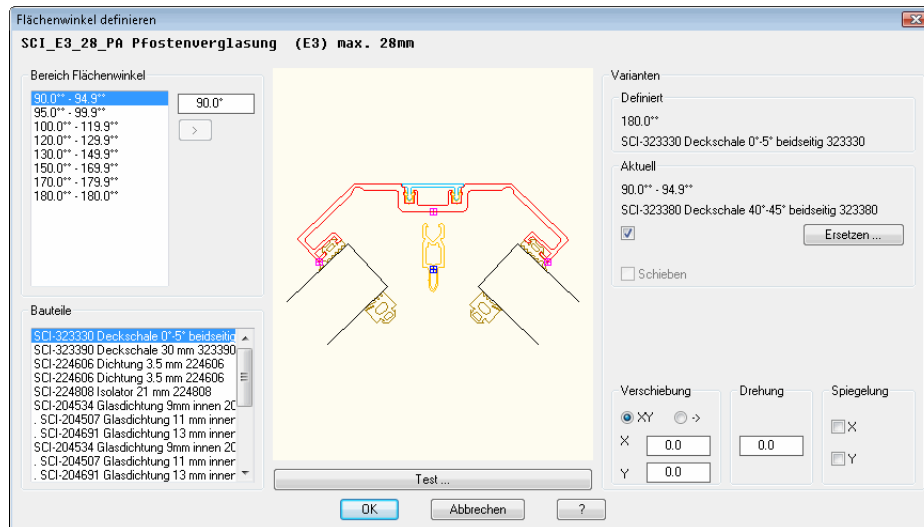 Flächenwinkel definieren
SCI_E3_28_PA Pfostenverglasung (E3) max. 28mm
Bereich Flächenwinkel
90.0°° - 94.9°°
95.0°° - 99.9°°
100.0°° - 119.9°°
120.0°° - 129.9°°
130.0°° - 149.9°°
150.0°° - 169.9°°
170.0°° - 179.9°°
180.0°° - 180.0°°
90.0°
>
Bauteile
SCI-323330 Deckschale 0°-5° beidseitig
SCI-323390 Deckschale 30 mm 323390
SCI-224606 Dichtung 3.5 mm 224606
SCI-224606 Dichtung 3.5 mm 224606
SCI-224808 Isolator 21 mm 224808
SCI-204534 Glasdichtung 9mm innen 20
. SCI-204507 Glasdichtung 11 mm inner
. SCI-204691 Glasdichtung 13 mm inner
SCI-204534 Glasdichtung 9mm innen 20
. SCI-204507 Glasdichtung 11 mm inner
. SCI-204691 Glasdichtung 13 mm inner
Test ...
Varianten
Definiert
180.0°°
SCI-323330 Deckschale 0°-5° beidseitig 323330
Aktuell
90.0°° - 94.9°°
SCI-323380 Deckschale 40°-45° beidseitig 323380
Ersetzen ...
Schieben
Verschiebung
XY ->
X 0.0
Y 0.0
Drehung
0.0
Spiegelung
X
Y
OK Abbrechen ?